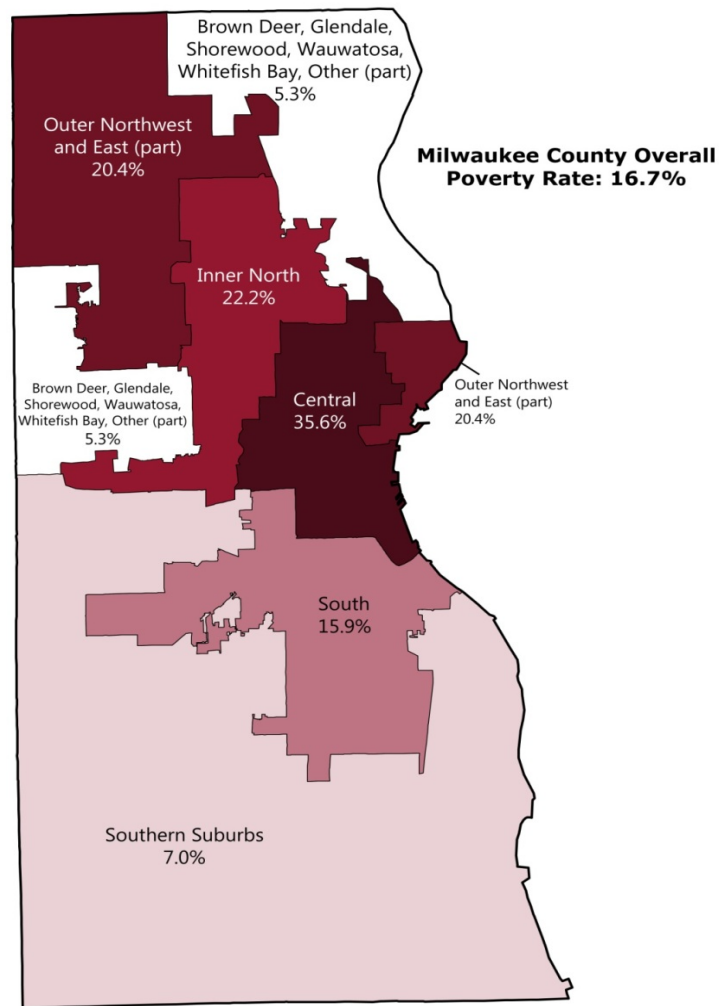 Brown Deer, Glendale,
Shorewood, Wauwatosa,
Whitefish Bay, Other (part)
5.3%
Outer Northwest
and East (part)
20.4%
Milwaukee County Overall
Poverty Rate: 16.7%
Inner North
22.2%
Brown Deer, Glendale,
Shorewood, Wauwatosa,
Whitefish Bay, Other (part)
5.3%
Central
35.6%
Outer Northwest
and East (part)
20.4%
South
15.9%
Southern Suburbs
7.0%